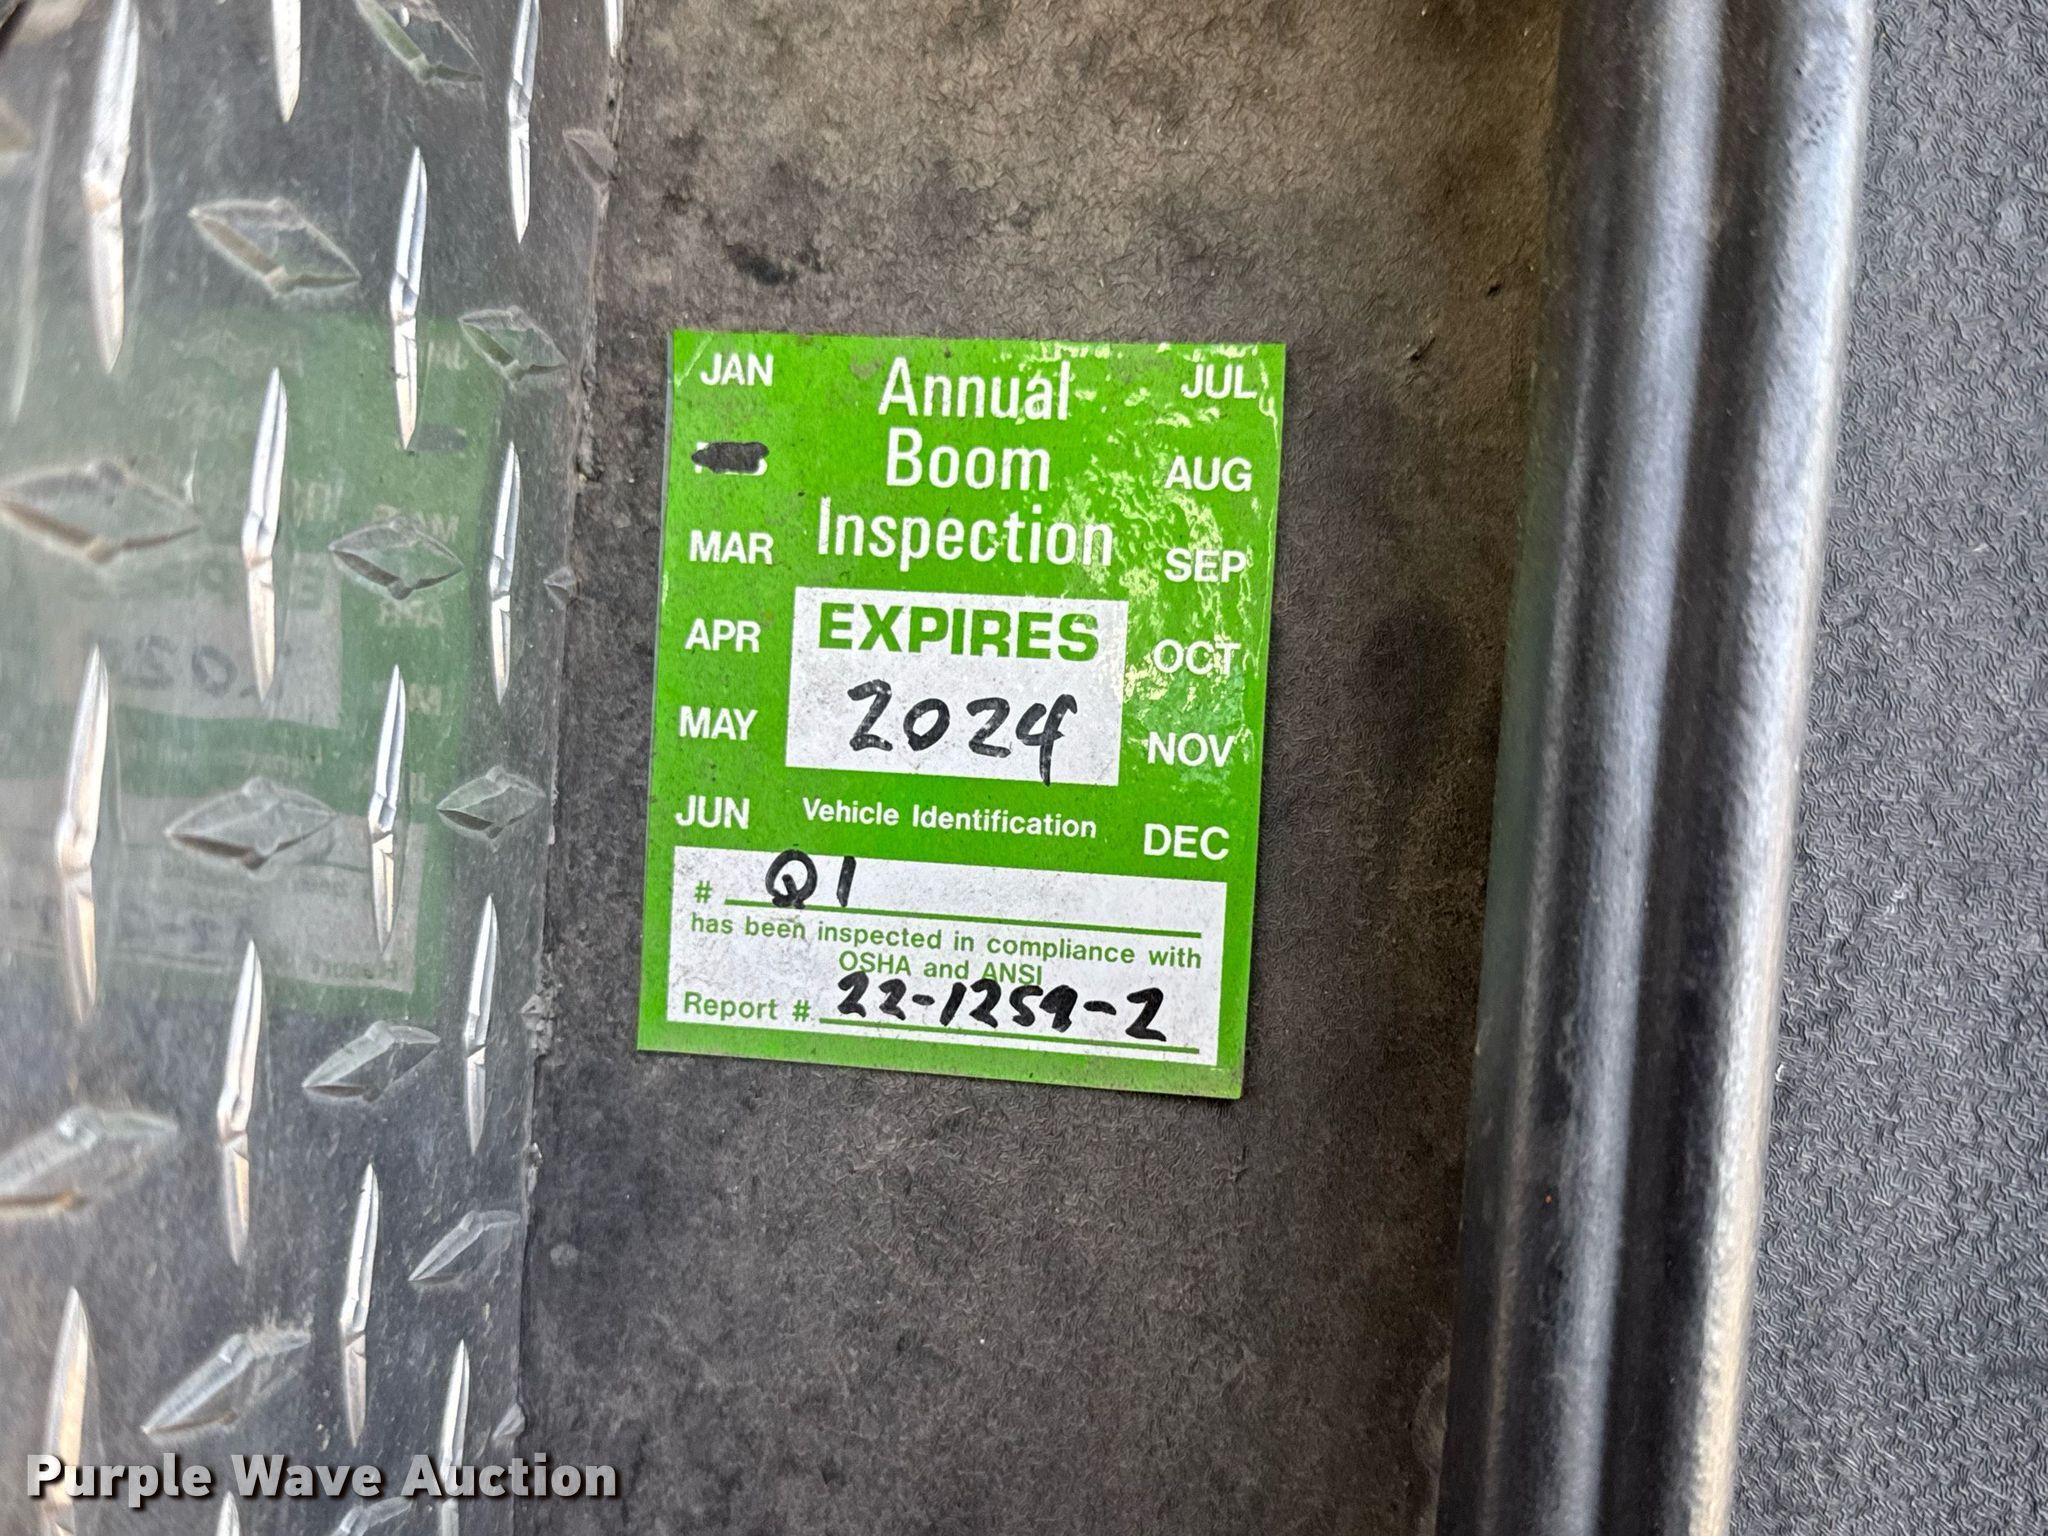 Annual
Boom
Inspection
JAN
MAR
APR
MAY
JUN
JUL
AUG
SEP
OCT
NOV
DEC
EXPIRES
2024
Vehicle Identification
# Q1
has been inspected in compliance with
OSHA and ANSI
Report # 22-1259-2
Purple Wave Auction